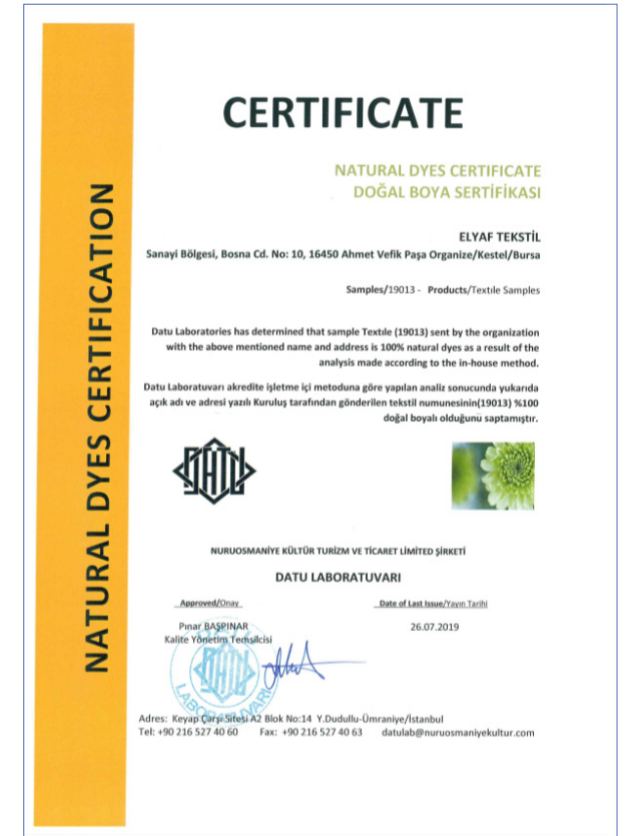 NATURAL DYES CERTIFICATION
CERTIFICATE
NATURAL DYES CERTIFICATE
DOĞAL BOYA SERTİFİKASI
ELYAF TEKSTİL
Sanayi Bölgesi, Bosna Cd. No: 10, 16450 Ahmet Vefik Paşa Organize/Kestel/Bursa
Samples/19013 - Products/Textıle Samples
Datu Laboratories has determined that sample Textıle (19013) sent by the organization
with the above mentioned name and address is 100% natural dyes as a result of the
analysis made according to the in-house method.
Datu Laboratuvarı akredite işletme içi metoduna göre yapılan analiz sonucunda yukarıda
açık adı ve adresi yazılı Kuruluş tarafından gönderilen tekstil numunesinin(19013) %100
doğal boyalı olduğunu saptamıştır.
DATU
NURUOSMANİYE KÜLTÜR TURİZM VE TİCARET LİMİTED ŞİRKETİ
DATU LABORATUVARI
Approved/Onay
Date of Last Issue/Yayın Tarihi
Pınar BAŞPINAR
26.07.2019
Kalite Yönetim Temsilcisi
DATU
LABORATUVARI
Adres: Keyap Çarşı Sitesi A2 Blok No:14 Y.Dudullu-Ümraniye/İstanbul
Tel: +90 216 527 40 60 Fax: +90 216 527 40 63 datulab@nuruosmaniyekultur.com